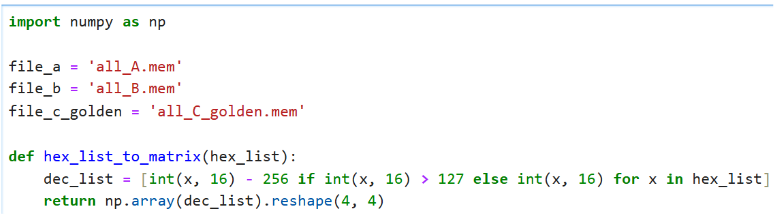 import numpy as np
file_a = 'all_A.mem'
file_b = 'all_B.mem'
file_c_golden = 'all_C_golden.mem'
def hex_list_to_matrix(hex_list):
    dec_list = [int(x, 16) - 256 if int(x, 16) > 127 else int(x, 16) for x in hex_list]
    return np.array(dec_list).reshape(4, 4)